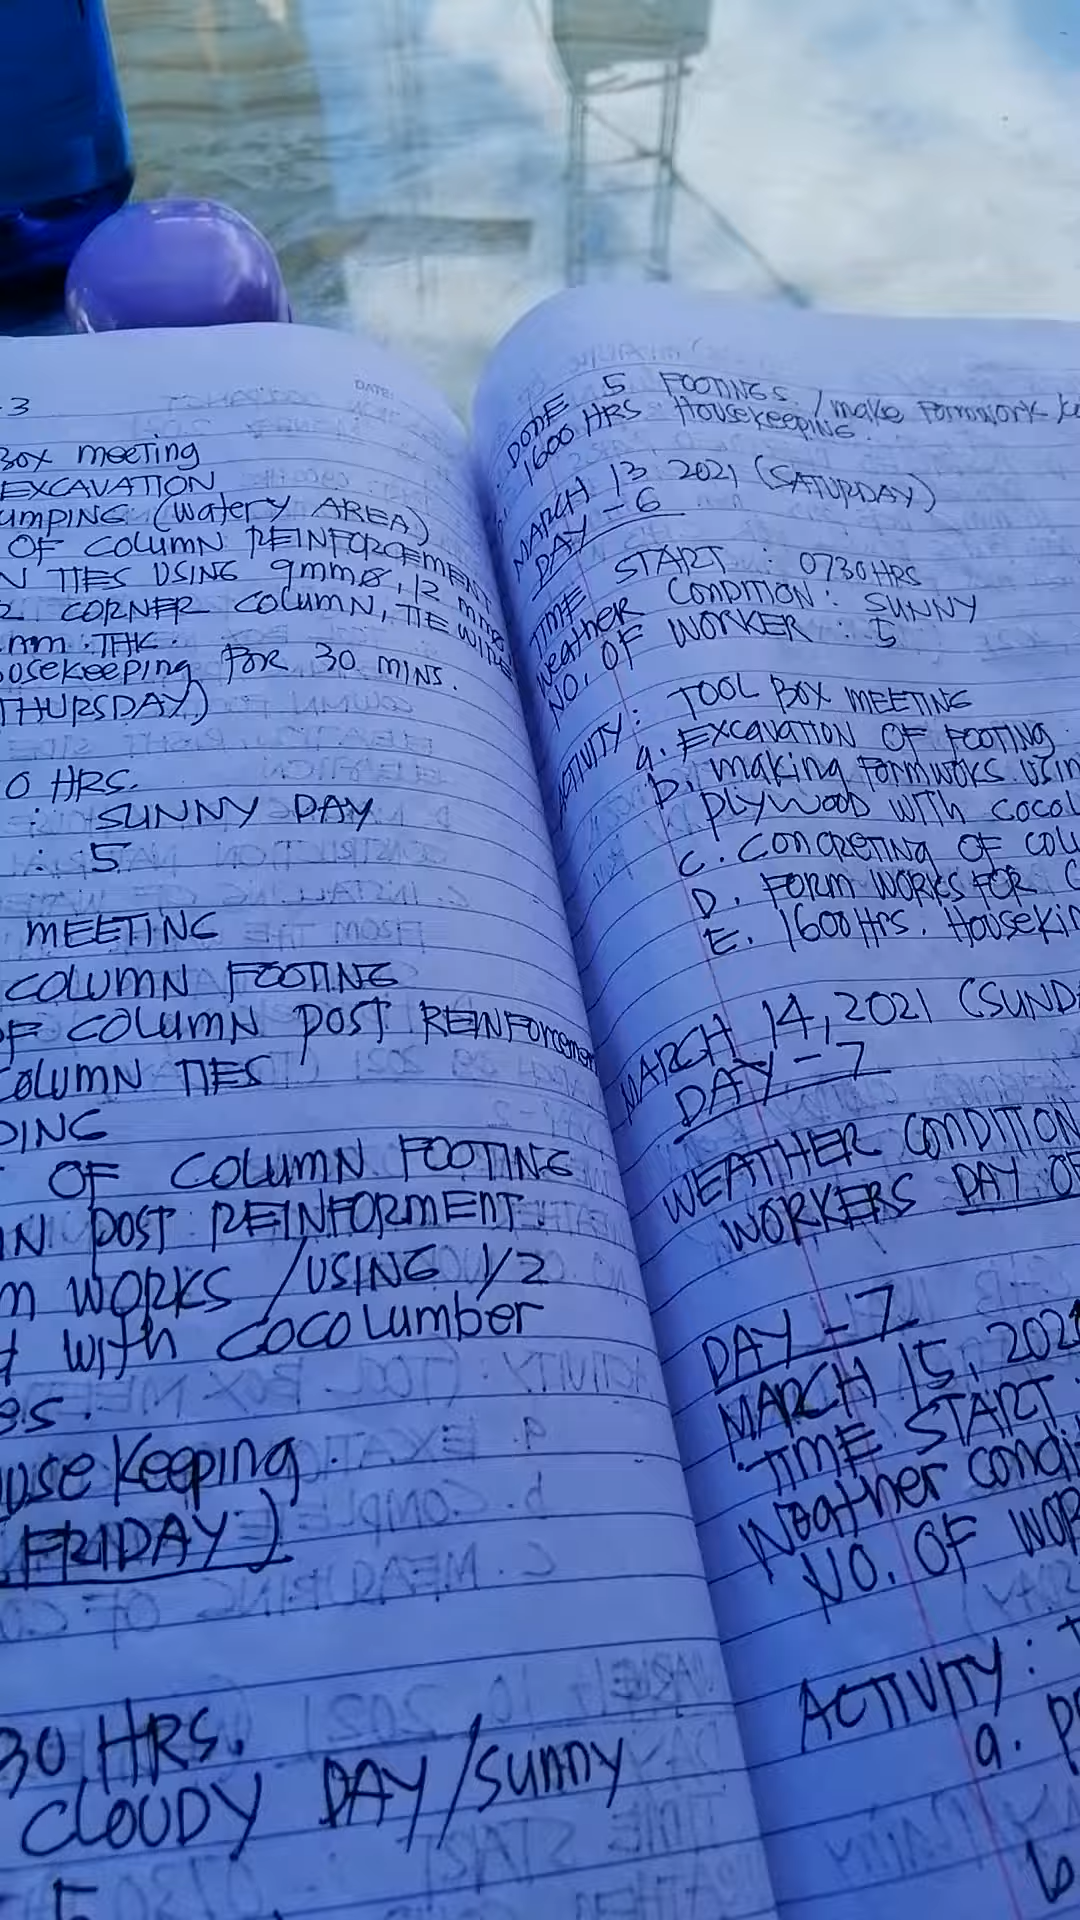 DATE:
-3
BOX meeting
EXCAVATION
UMPING (watery AREA)
OF COLUMN REINFORCEMENT
N TIES USING 9mmø, 12 mmø
2 CORNER COLUMN, TIE WIRE
mm THK.
ousekeeping FOR 30 MINS.
THURSDAY)
0 HRS.
: SUNNY DAY
: 5
MEETING
COLUMN FOOTING
OF COLUMN POST REINForcement
COLUMN TIES
DING
OF COLUMN FOOTING
N POST REINFORMENT.
m WORKS /USING 1/2
d with COCOLUMBER
es.
ouse Keeping
FRIDAY)
30 HRS.
CLOUDY DAY/SUNNY
5
DONE 5 FOOTINGS /make Formwork
1600 HRS Housekeeping.
MARCH 13 2021 (SATURDAY)
DAY - 6
TIME START : 0730HRS
Weather CONDITION: SUNNY
NO. OF WORKER : 5
ACTIVITY: TOOL BOX MEETING
a. EXCAVATION OF FOOTING
b. making Formworks USIN
PLYWOOD WITH COCOL
C. CONCRETING OF COLU
D. FORM WORKS FOR C
E. 1600Hrs. Housekin
MARCH 14, 2021 (SUND
DAY - 7
WEATHER CONDITION
WORKERS DAY OF
DAY - 7
MARCH 15, 2021
TIME START
Weather condi
NO. OF WOR
ACTIVITY: T
a. P
b